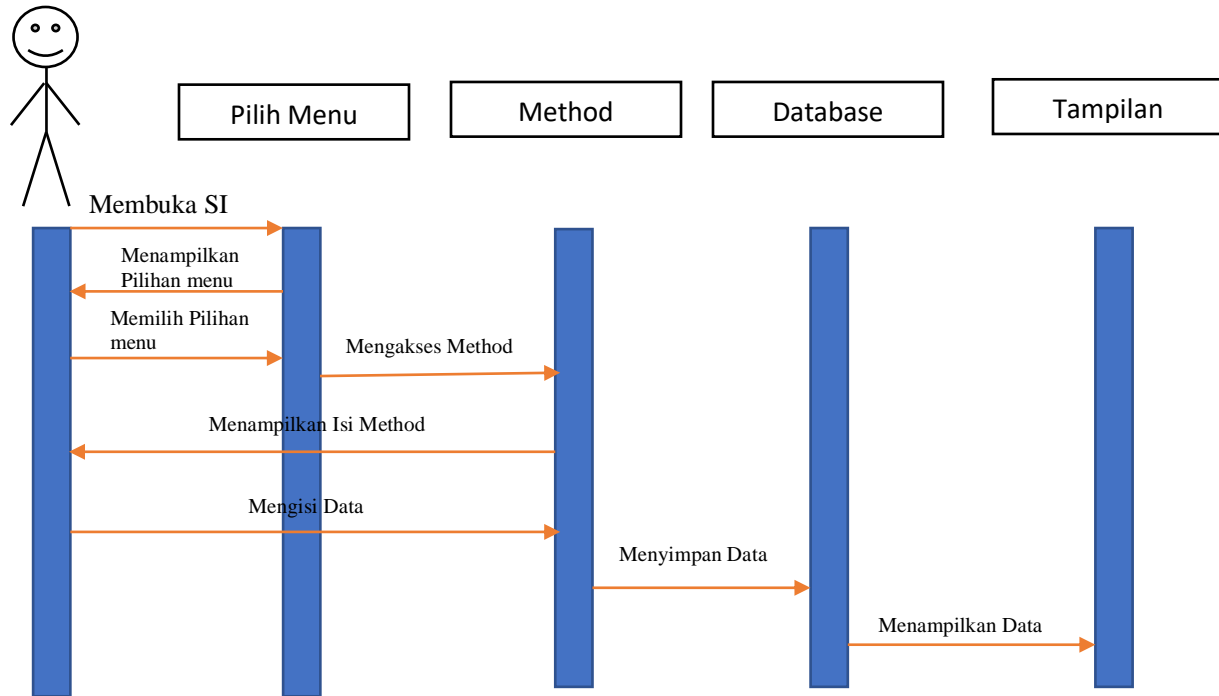 Pilih Menu
Method
Database
Tampilan
Membuka SI
Menampilkan
Pilihan menu
Memilih Pilihan
menu
Mengakses Method
Menampilkan Isi Method
Mengisi Data
Menyimpan Data
Menampilkan Data